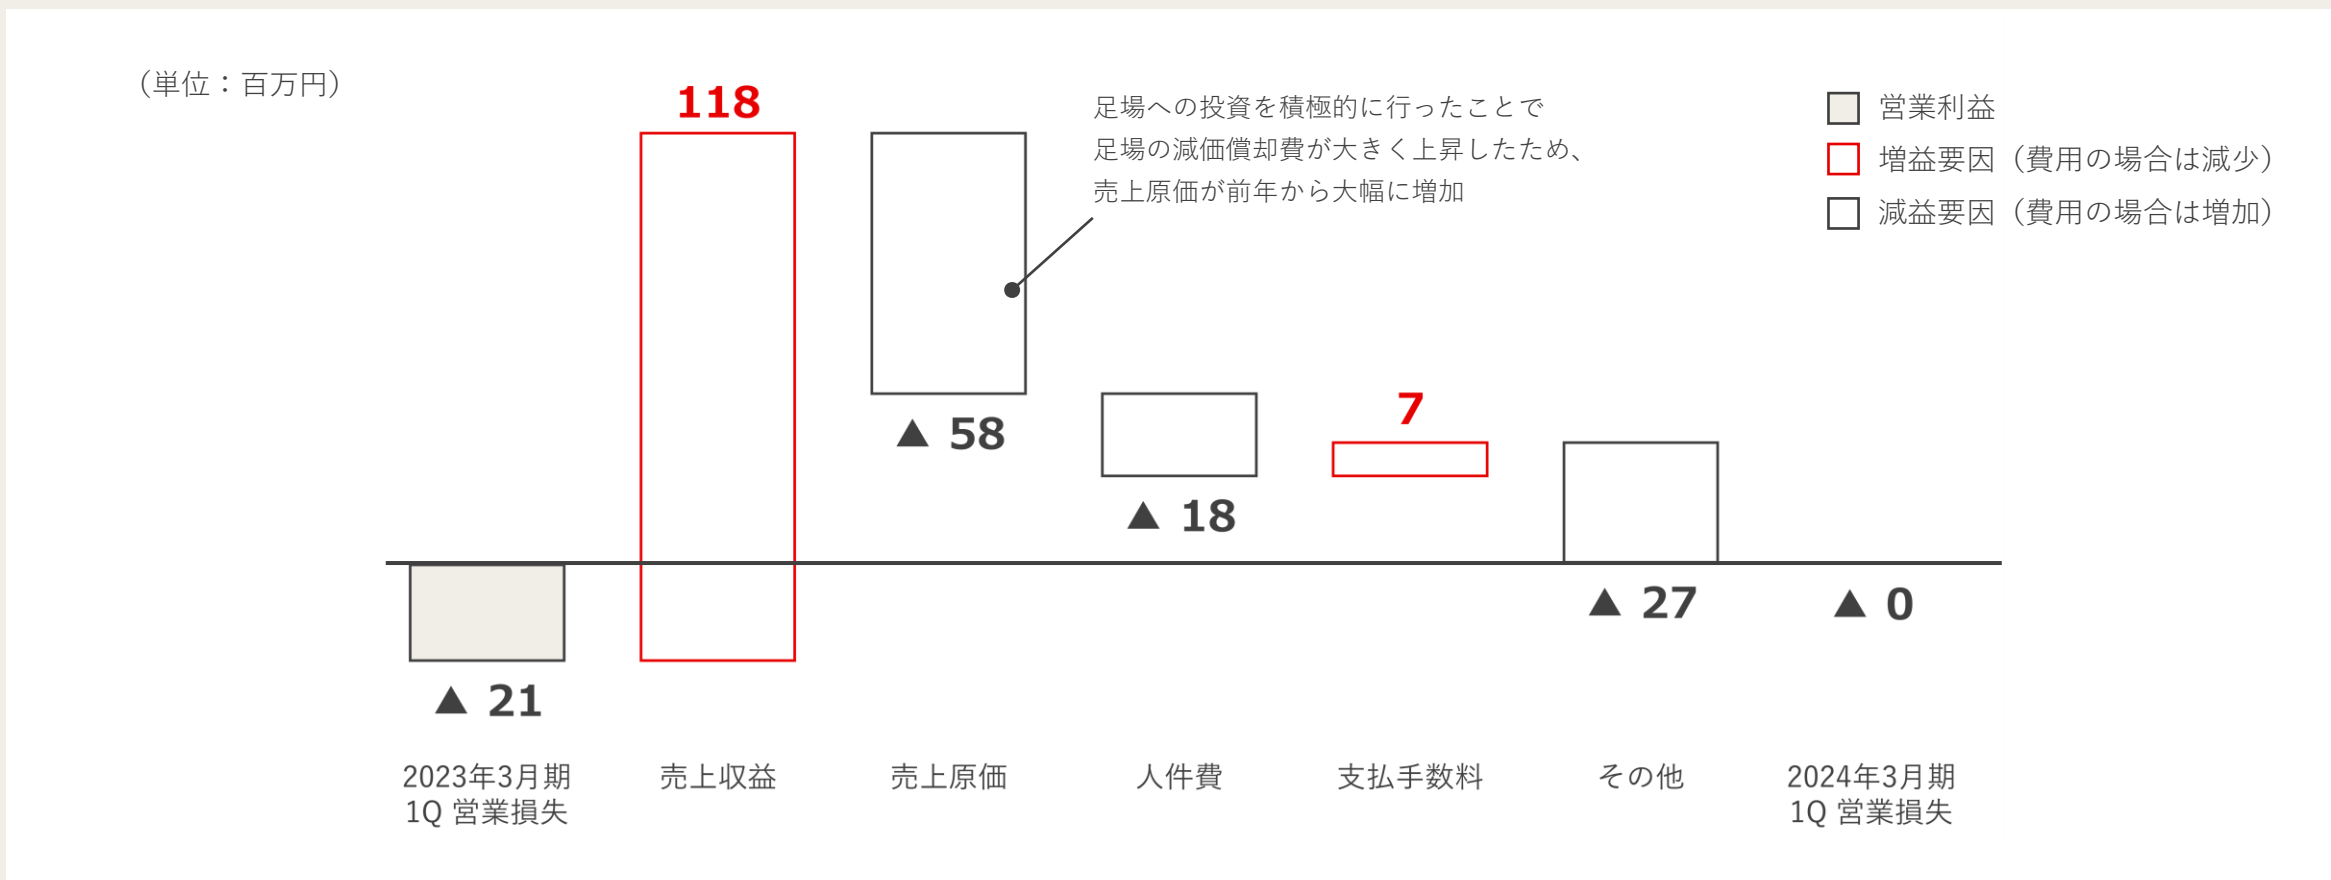 （単位：百万円）
118
足場への投資を積極的に行ったことで
足場の減価償却費が大きく上昇したため、
売上原価が前年から大幅に増加
営業利益
増益要因（費用の場合は減少）
減益要因（費用の場合は増加）
▲ 58
7
▲ 18
▲ 27
▲ 0
▲ 21
2023年3月期
1Q 営業損失
売上収益
売上原価
人件費
支払手数料
その他
2024年3月期
1Q 営業損失